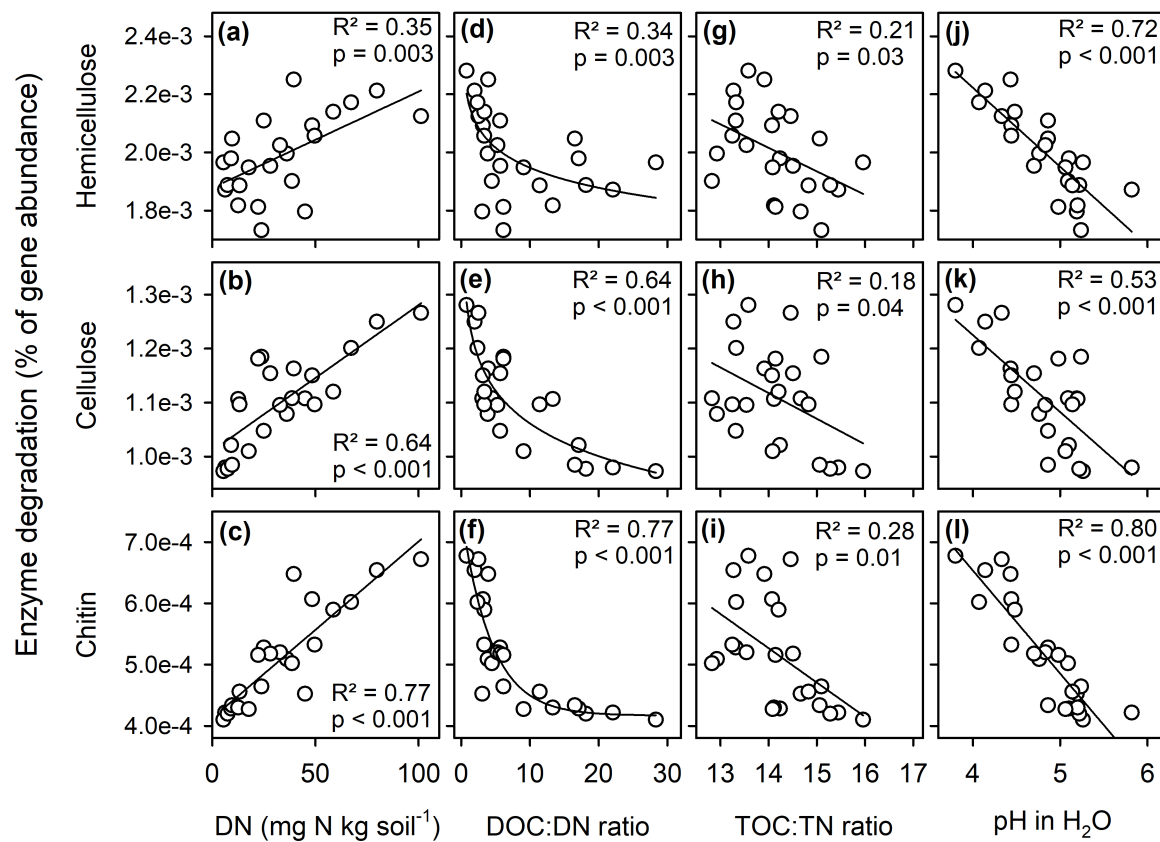 Enzyme degradation (% of gene abundance)
Hemicellulose
2.4e-3
2.2e-3
2.0e-3
1.8e-3
(a)
R² = 0.35
p = 0.003
(d)
R² = 0.34
p = 0.003
(g)
R² = 0.21
p = 0.03
(j)
R² = 0.72
p < 0.001
Cellulose
1.3e-3
1.2e-3
1.1e-3
1.0e-3
(b)
R² = 0.64
p < 0.001
(e)
R² = 0.64
p < 0.001
(h)
R² = 0.18
p = 0.04
(k)
R² = 0.53
p < 0.001
Chitin
7.0e-4
6.0e-4
5.0e-4
4.0e-4
(c)
R² = 0.77
p < 0.001
(f)
R² = 0.77
p < 0.001
(i)
R² = 0.28
p = 0.01
(l)
R² = 0.80
p < 0.001
0 50 100
0 10 20 30
13 14 15 16 17
4 5 6
DN (mg N kg soil⁻¹)
DOC:DN ratio
TOC:TN ratio
pH in H₂O